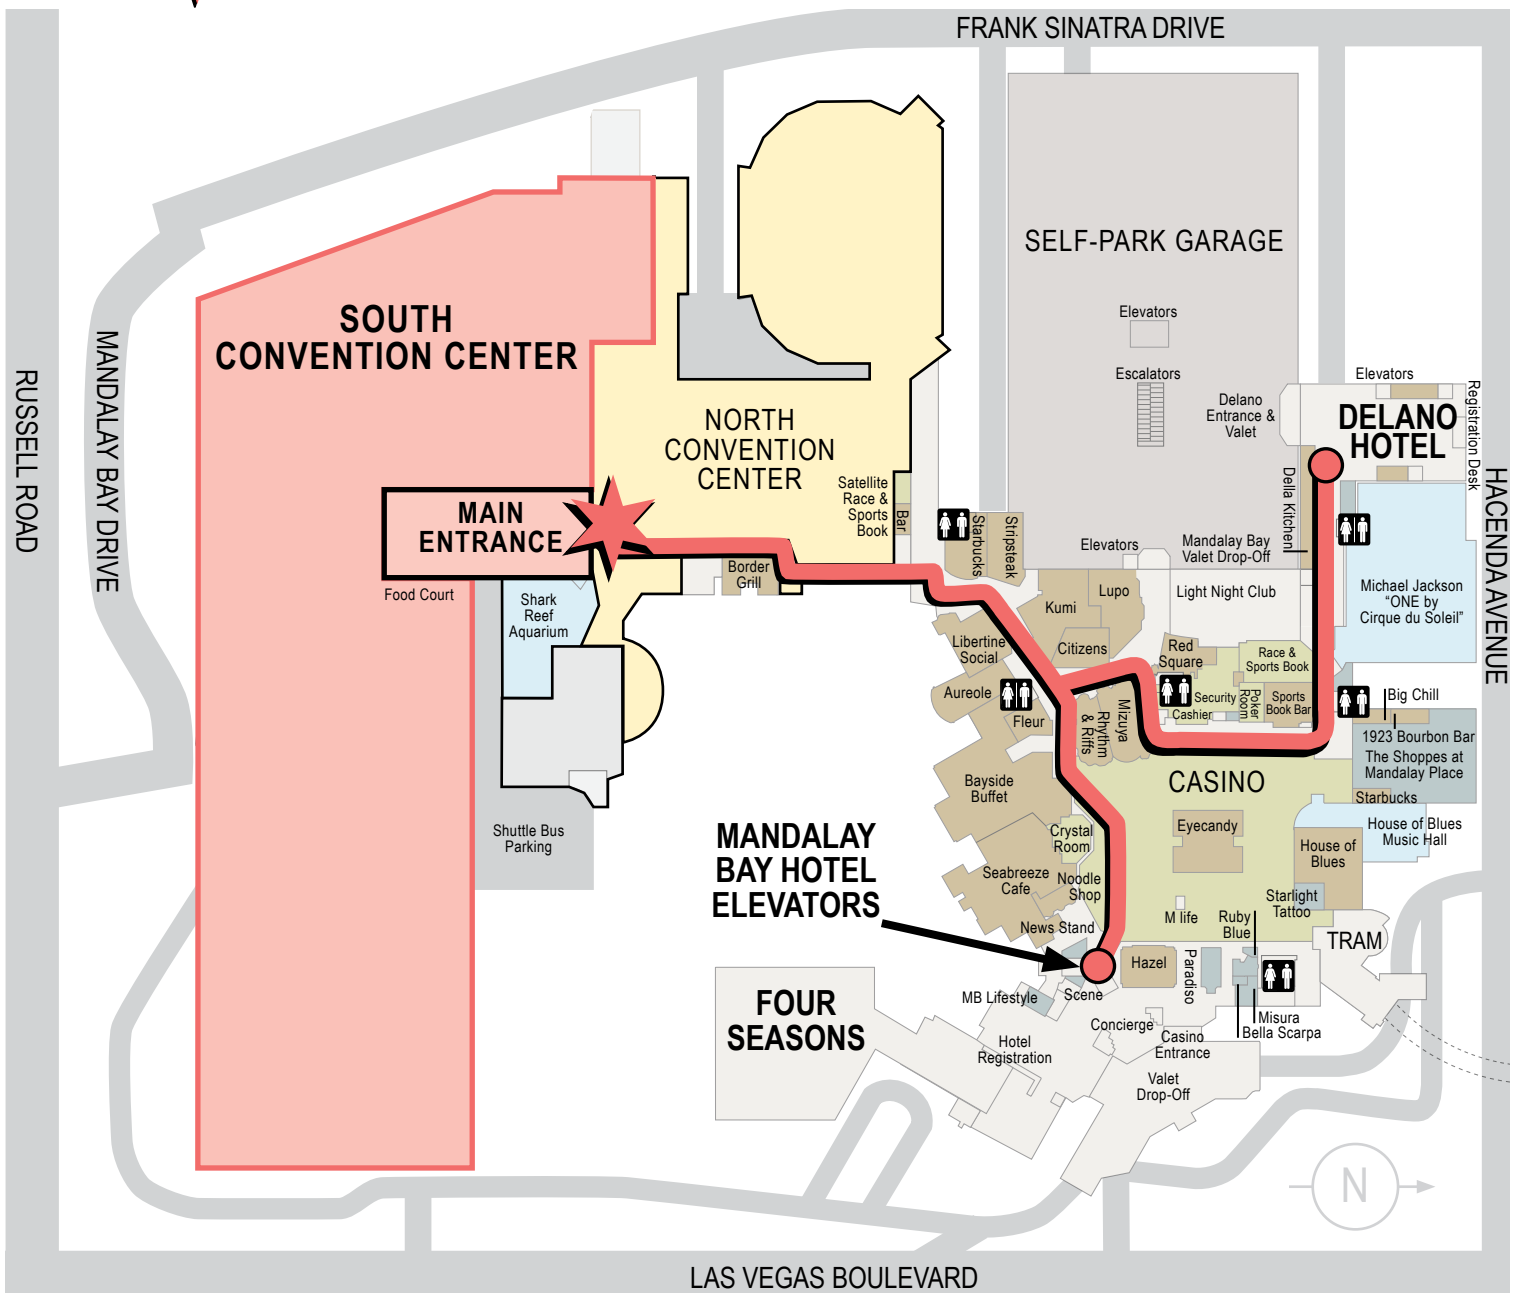 FRANK SINATRA DRIVE
SELF-PARK GARAGE
Elevators
Escalators
SOUTH
CONVENTION CENTER
RUSSELL ROAD
MANDALAY BAY DRIVE
NORTH
CONVENTION
CENTER
Delano
Entrance &
Valet
Elevators
DELANO
HOTEL
Registration Desk
HACENDA AVENUE
Della Kitchen
Satellite
Race &
Sports
Book
Bar
MAIN
ENTRANCE
Food Court
Shark
Reef
Aquarium
Border
Grill
Starbucks
Stripsteak
Elevators
Mandalay Bay
Valet Drop-Off
Light Night Club
Michael Jackson
“ONE by
Cirque du Soleil”
Kumi
Lupo
Citizens
Libertine
Social
Aureole
Fleur
Red
Square
Race &
Sports Book
Security
Cashier
Poker
Room
Sports
Book Bar
Mizuya
Rhythm
& Riffs
Big Chill
1923 Bourbon Bar
The Shoppes at
Mandalay Place
Starbucks
House of Blues
Music Hall
CASINO
Bayside
Buffet
Eyecandy
House of
Blues
Crystal
Room
Shuttle Bus
Parking
MANDALAY
BAY HOTEL
ELEVATORS
Seabreeze
Cafe
Noodle
Shop
Starlight
Tattoo
M life
Ruby
Blue
News Stand
TRAM
Hazel
Paradiso
MB Lifestyle
Scene
FOUR
SEASONS
Misura
Bella Scarpa
Concierge
Casino
Entrance
Hotel
Registration
Valet
Drop-Off
N
LAS VEGAS BOULEVARD